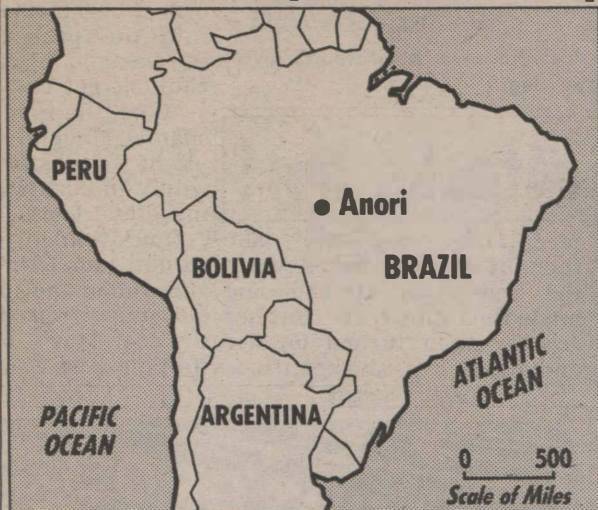 PERU
Anori
BOLIVIA
BRAZIL
ATLANTIC
OCEAN
PACIFIC
OCEAN
ARGENTINA
0 500
Scale of Miles